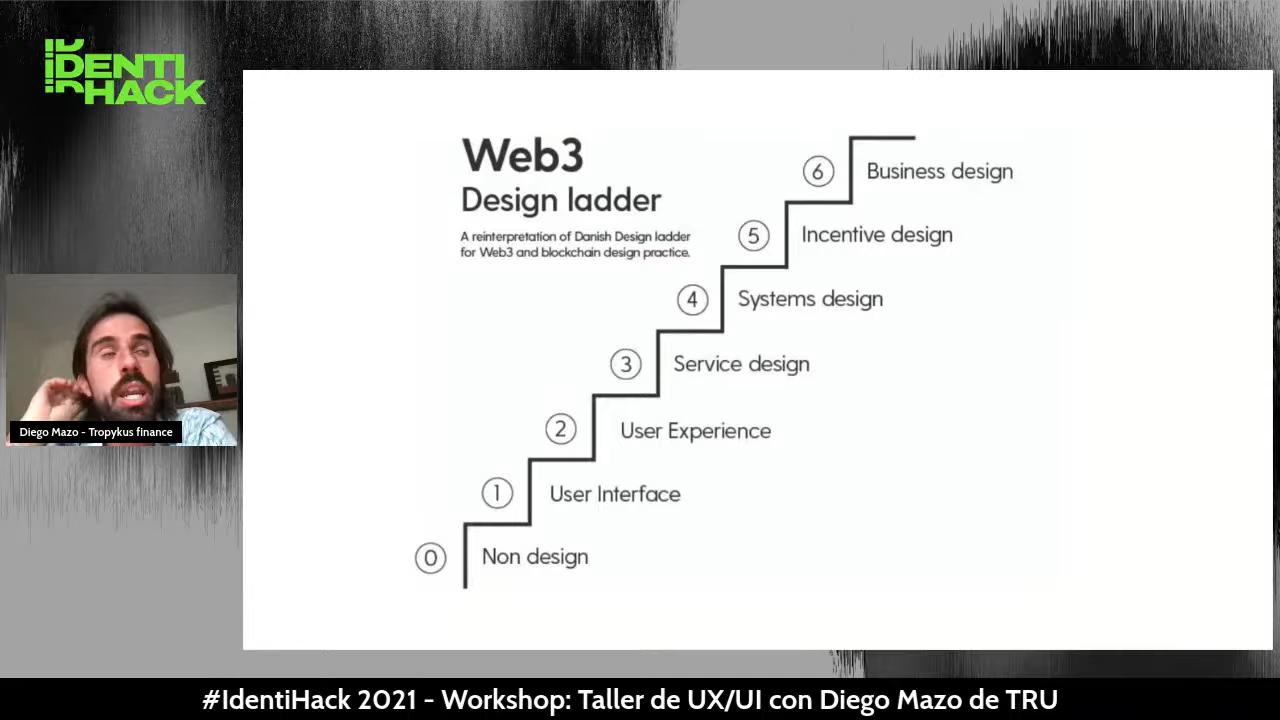 IDENTI
HACK
Web3
Design ladder
A reinterpretation of Danish Design ladder
for Web3 and blockchain design practice.
6 Business design
5 Incentive design
4 Systems design
3 Service design
2 User Experience
1 User Interface
0 Non design
Diego Mazo - Tropykus finance
#IdentiHack 2021 - Workshop: Taller de UX/UI con Diego Mazo de TRU